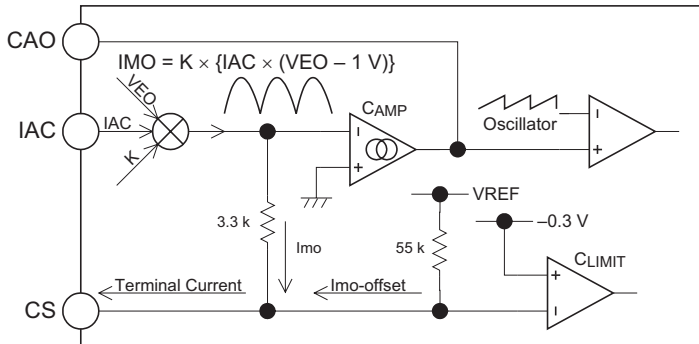 CAO
IMO = K × {IAC × (VEO – 1 V)}
VEO
CAMP
IAC
IAC
Oscillator
K
VREF
–0.3 V
3.3 k
Imo
55 k
CLIMIT
Terminal Current
Imo-offset
CS